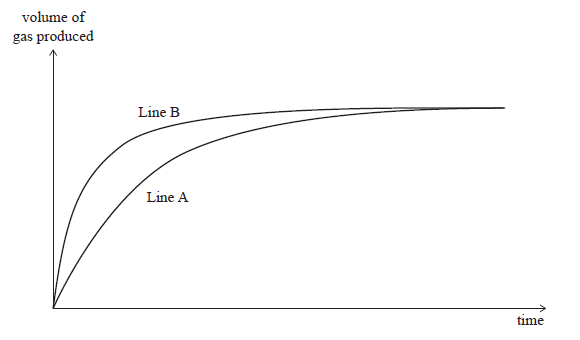 volume of
gas produced
Line B
Line A
time